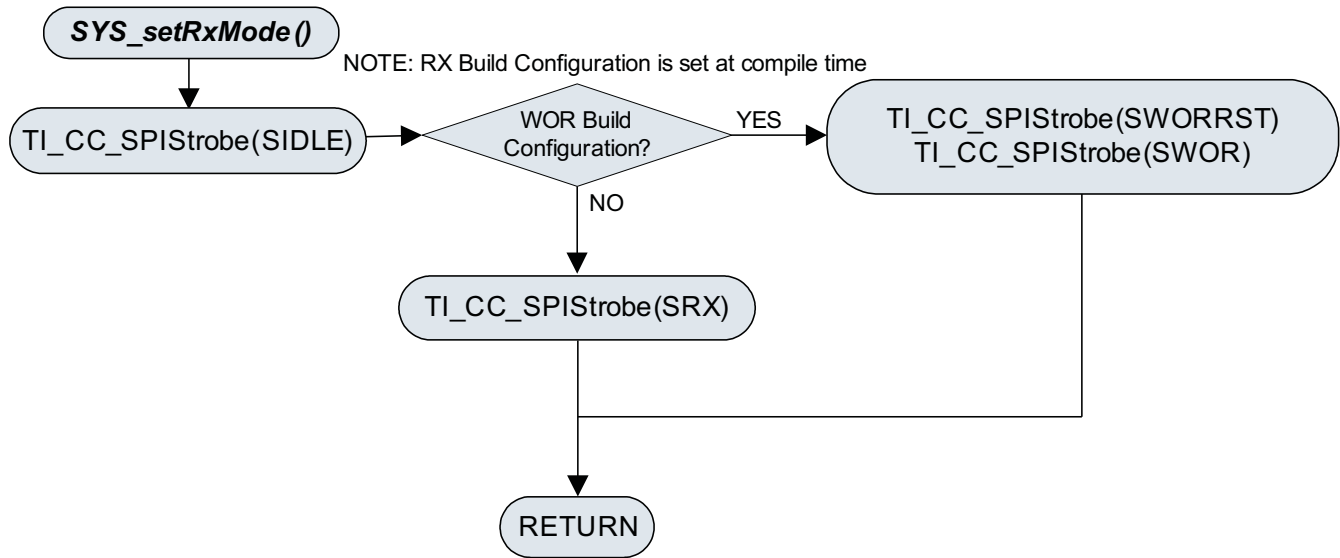 SYS_setRxMode()
NOTE: RX Build Configuration is set at compile time
TI_CC_SPIStrobe(SIDLE)
WOR Build
Configuration?
YES
TI_CC_SPIStrobe(SWORRST)
TI_CC_SPIStrobe(SWOR)
NO
TI_CC_SPIStrobe(SRX)
RETURN